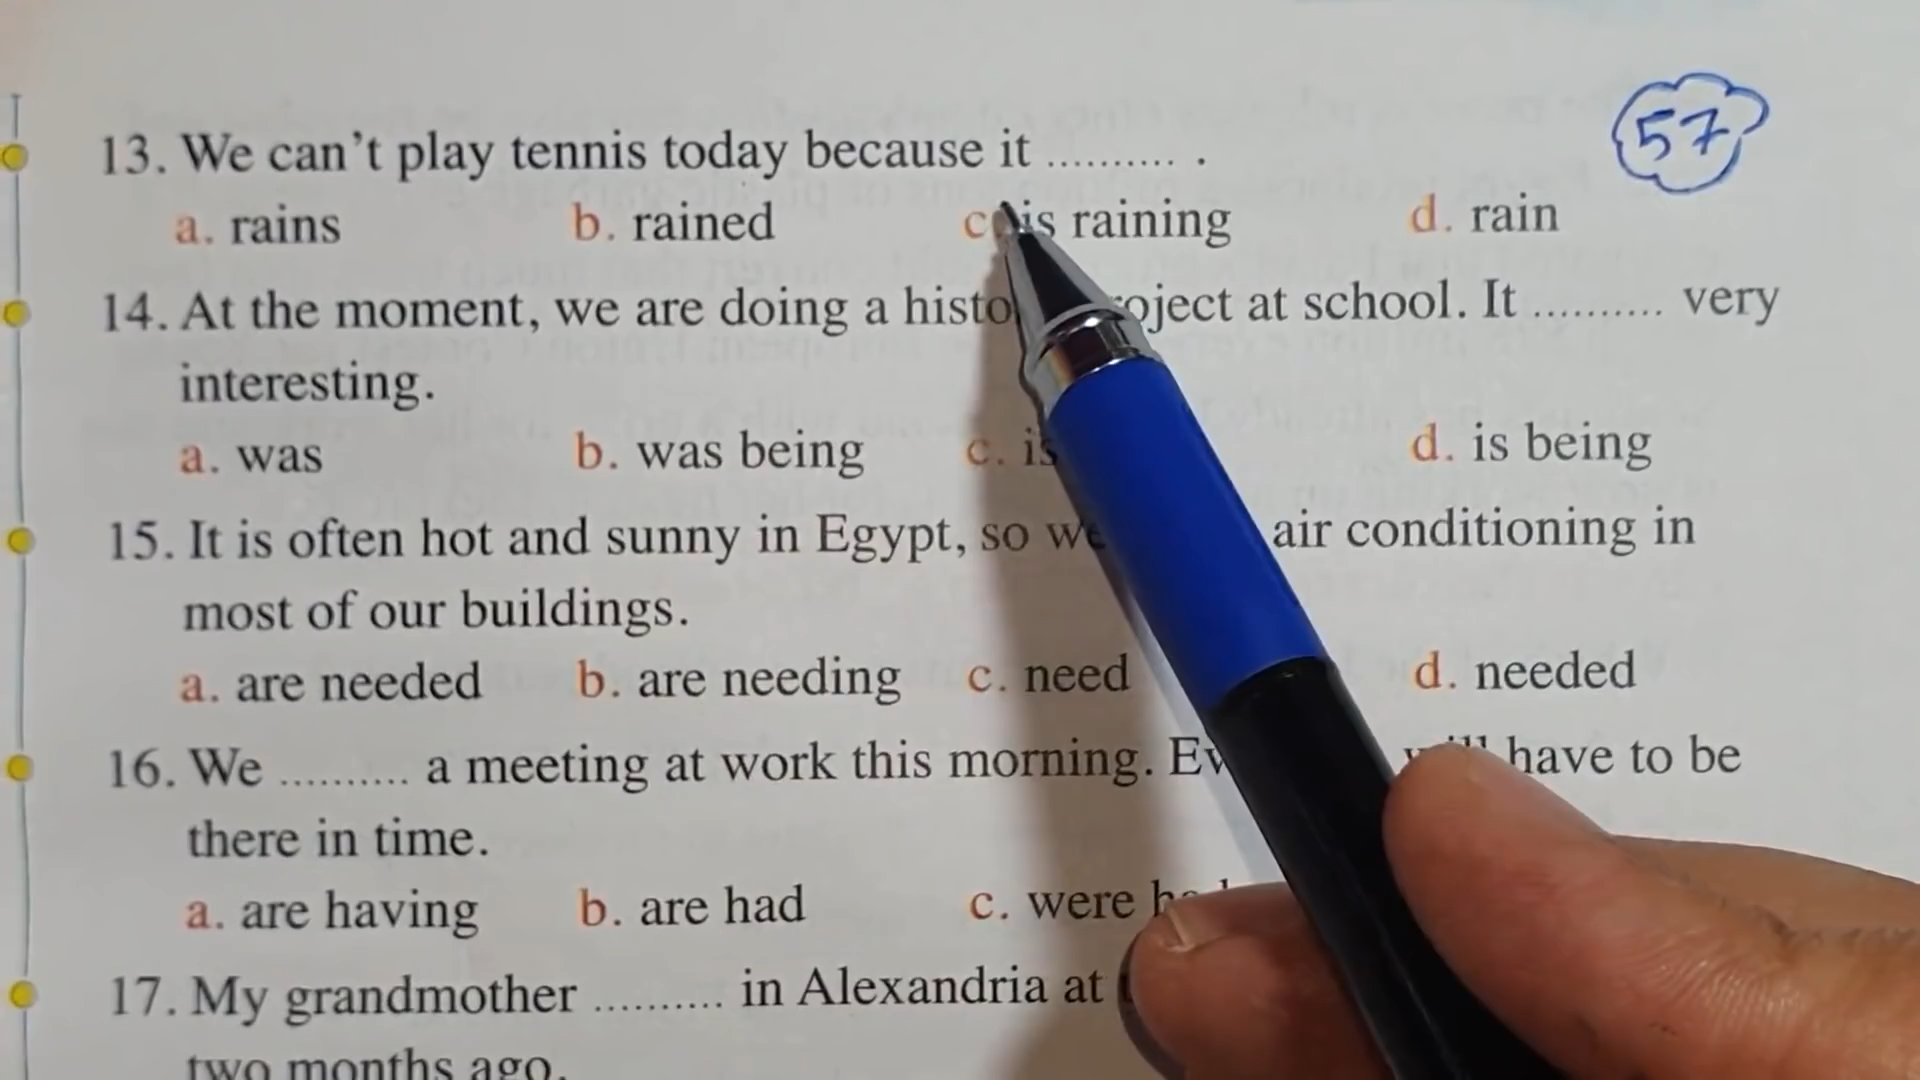 57
13. We can't play tennis today because it .......... .
a. rains b. rained c. is raining d. rain
14. At the moment, we are doing a histo oject at school. It .......... very
interesting.
a. was b. was being c. is d. is being
15. It is often hot and sunny in Egypt, so we air conditioning in
most of our buildings.
a. are needed b. are needing c. need d. needed
16. We .......... a meeting at work this morning. will have to be
there in time.
a. are having b. are had c. were
17. My grandmother .......... in Alexandria at
two months ago.